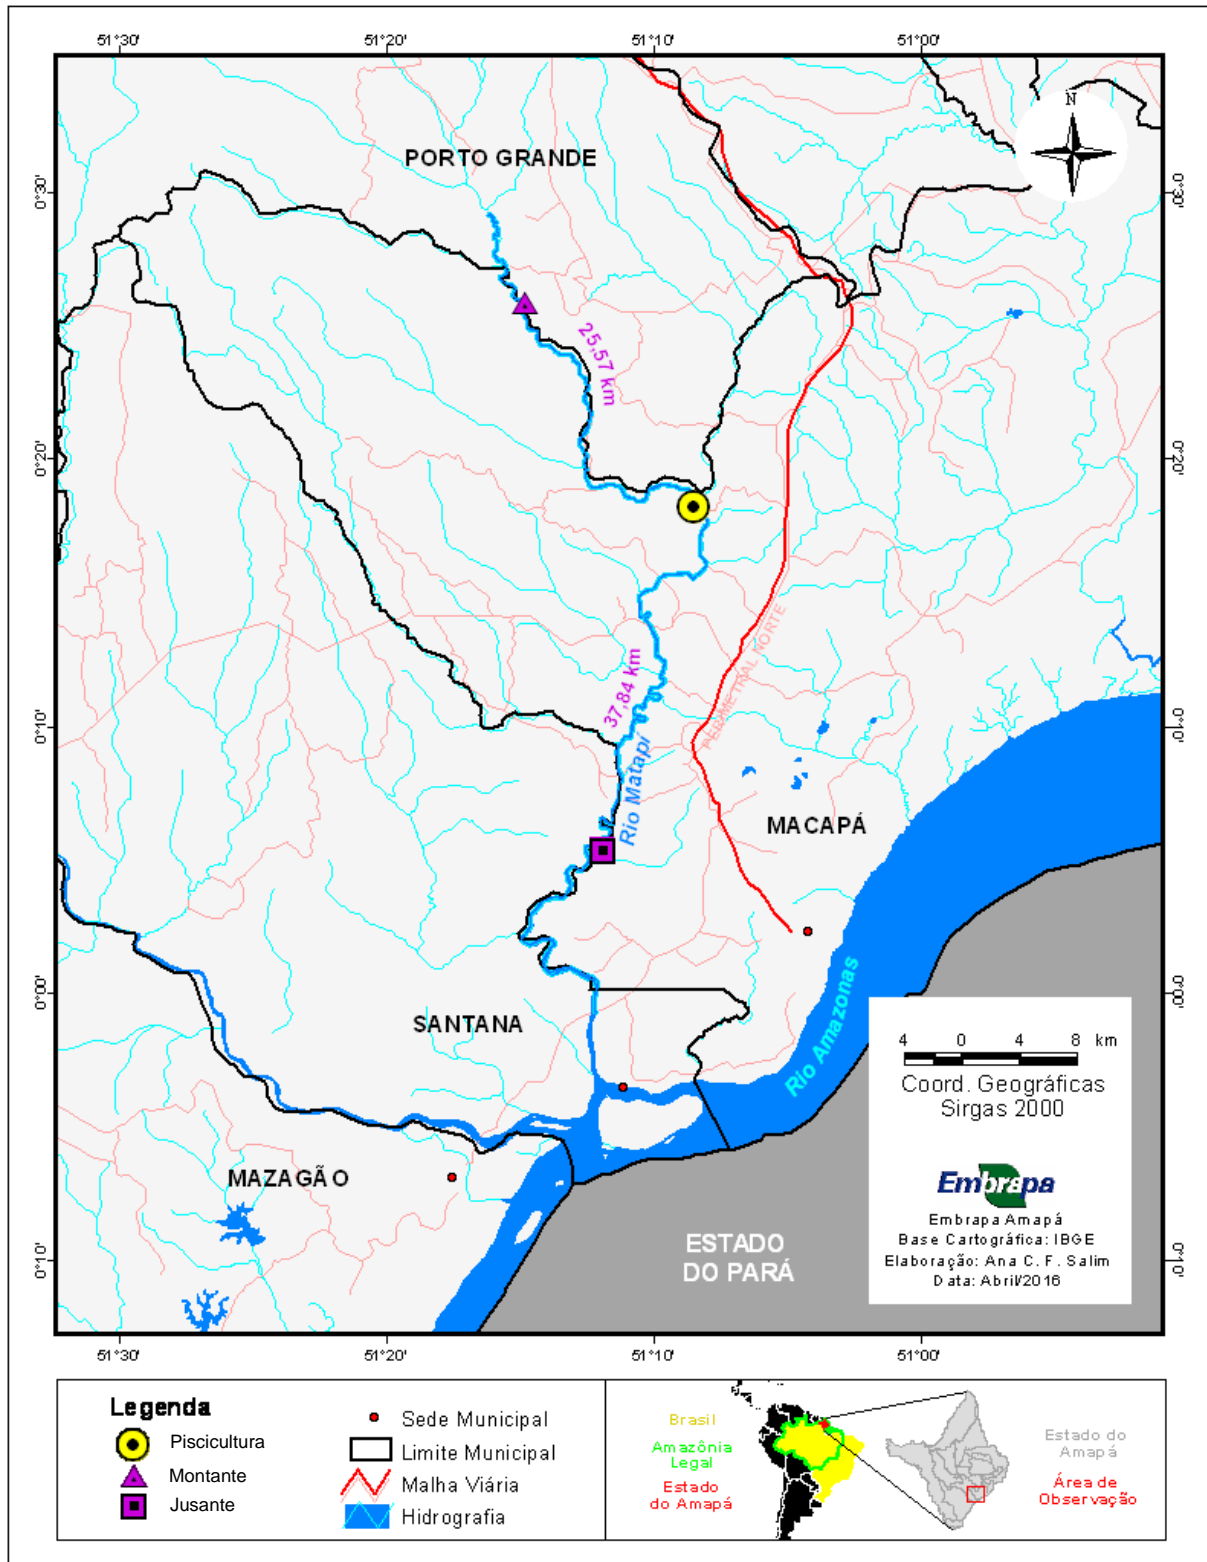 51°30'
51°20'
51°10'
51°00'
N
PORTO GRANDE
0°30'
0°30'
25,57 km
0°20'
0°20'
PERIMETRAL NORTE
37,84 km
0°10'
0°10'
Rio Matapí
MACAPÁ
0°00'
0°00'
SANTANA
Rio Amazonas
4 0 4 8 km
Coord. Geográficas
Sirgas 2000
MAZAGÃO
Embrapa
Embrapa Amapá
Base Cartográfica: IBGE
Elaboração: Ana C. F. Salim
Data: Abril/2016
ESTADO
DO PARÁ
0°10'
0°10'
51°30'
51°20'
51°10'
51°00'
Legenda
Piscicultura
Montante
Jusante
Sede Municipal
Limite Municipal
Malha Viária
Hidrografia
Brasil
Amazônia
Legal
Estado
do Amapá
Estado do
Amapá
Área de
Observação